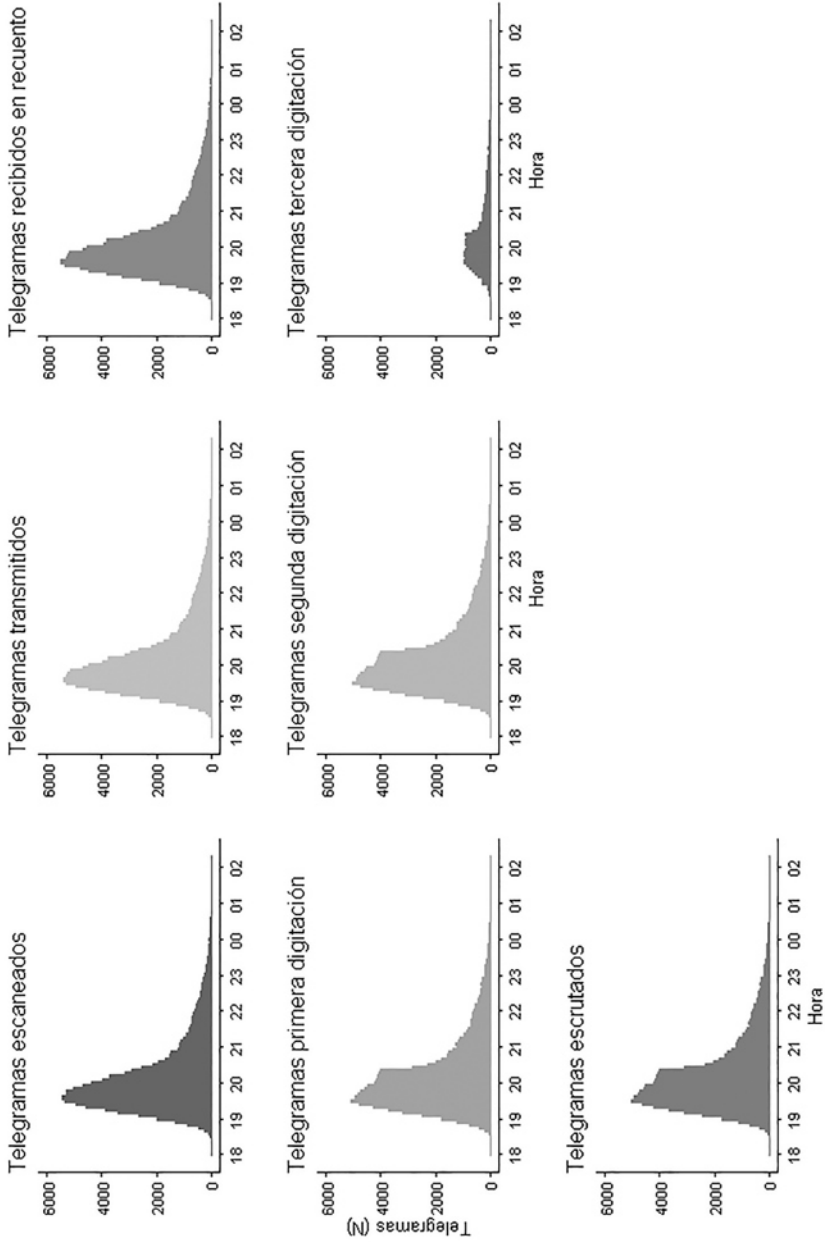 Telegramas escaneados
6000
4000
2000
0
18 19 20 21 22 23 00 01 02
Telegramas transmitidos
6000
4000
2000
0
18 19 20 21 22 23 00 01 02
Telegramas recibidos en recuento
6000
4000
2000
0
18 19 20 21 22 23 00 01 02
Telegramas (N)
Telegramas primera digitación
6000
4000
2000
0
18 19 20 21 22 23 00 01 02
Telegramas segunda digitación
6000
4000
2000
0
18 19 20 21 22 23 00 01 02
Hora
Telegramas tercera digitación
6000
4000
2000
0
18 19 20 21 22 23 00 01 02
Hora
Telegramas escrutados
6000
4000
2000
0
18 19 20 21 22 23 00 01 02
Hora